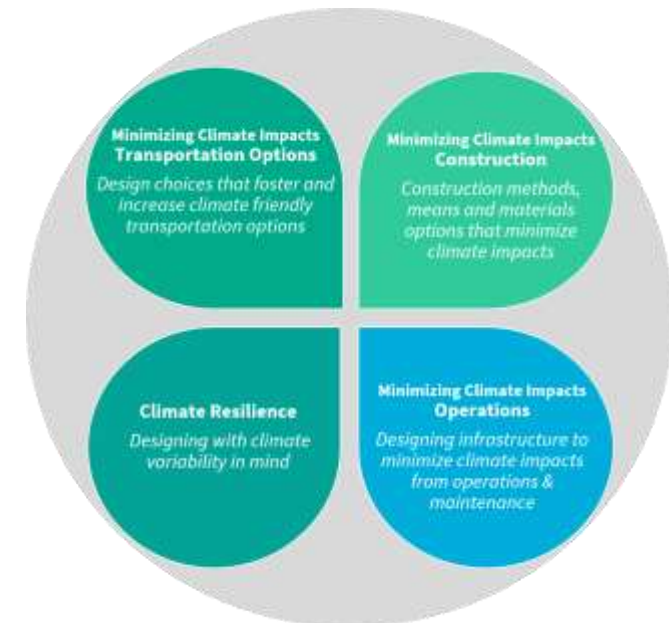 Minimizing Climate Impacts
Transportation Options
Design choices that foster and
increase climate friendly
transportation options
Minimizing Climate Impacts
Construction
Construction methods,
means and materials
options that minimize
climate impacts
Climate Resilience
Designing with climate
variability in mind
Minimizing Climate Impacts
Operations
Designing infrastructure to
minimize climate impacts
from operations &
maintenance